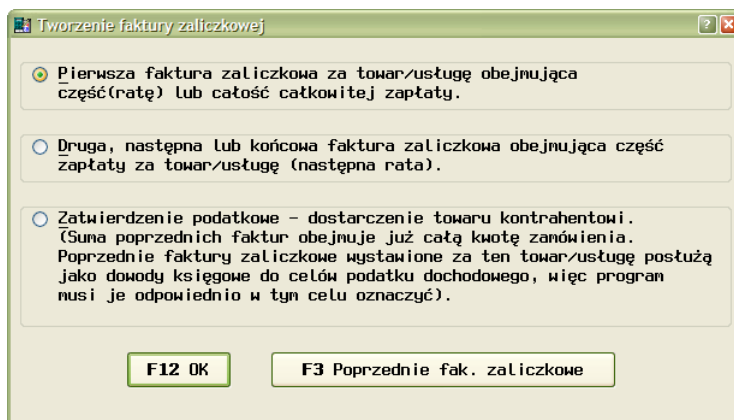 Tworzenie faktury zaliczkowej
Pierwsza faktura zaliczkowa za towar/usługę obejmująca
część(ratę) lub całość całkowitej zapłaty.
Druga, następna lub końcowa faktura zaliczkowa obejmująca część
zapłaty za towar/usługę (następna rata).
Zatwierdzenie podatkowe - dostarczenie towaru kontrahentowi.
(Suma poprzednich faktur obejmuje już całą kwotę zamówienia.
Poprzednie faktury zaliczkowe wystawione za ten towar/usługę posłużą
jako dowody księgowe do celów podatku dochodowego, więc program
musi je odpowiednio w tym celu oznaczyć).
F12 OK
F3 Poprzednie fak. zaliczkowe